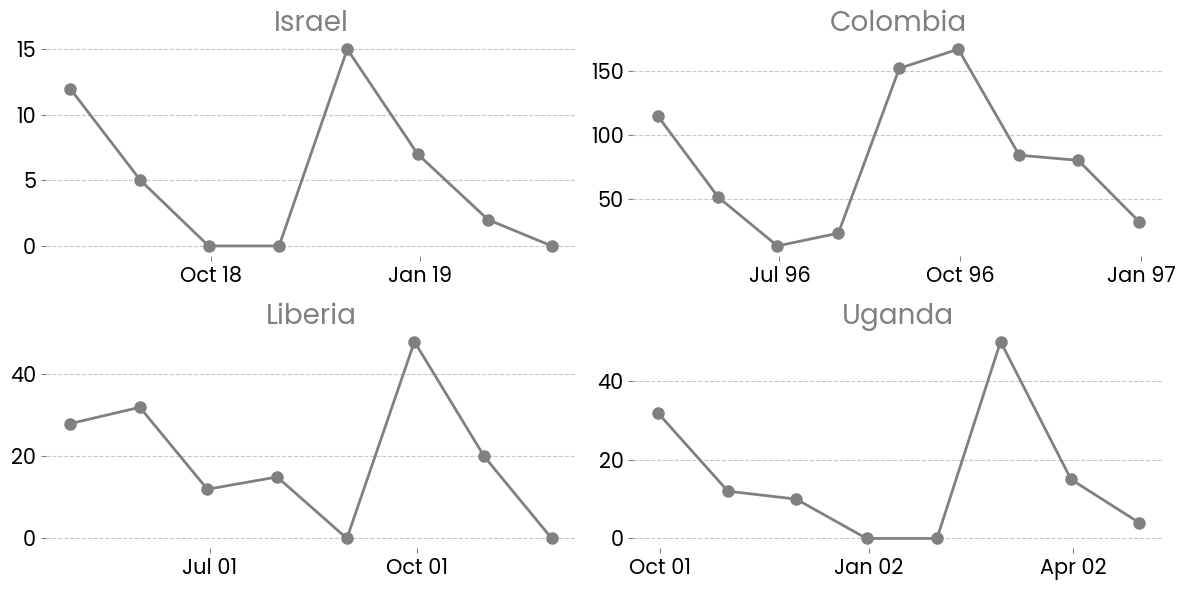 Israel
15
10
5
0
Oct 18
Jan 19
Colombia
150
100
50
Jul 96
Oct 96
Jan 97
Liberia
40
20
0
Jul 01
Oct 01
Uganda
40
20
0
Oct 01
Jan 02
Apr 02